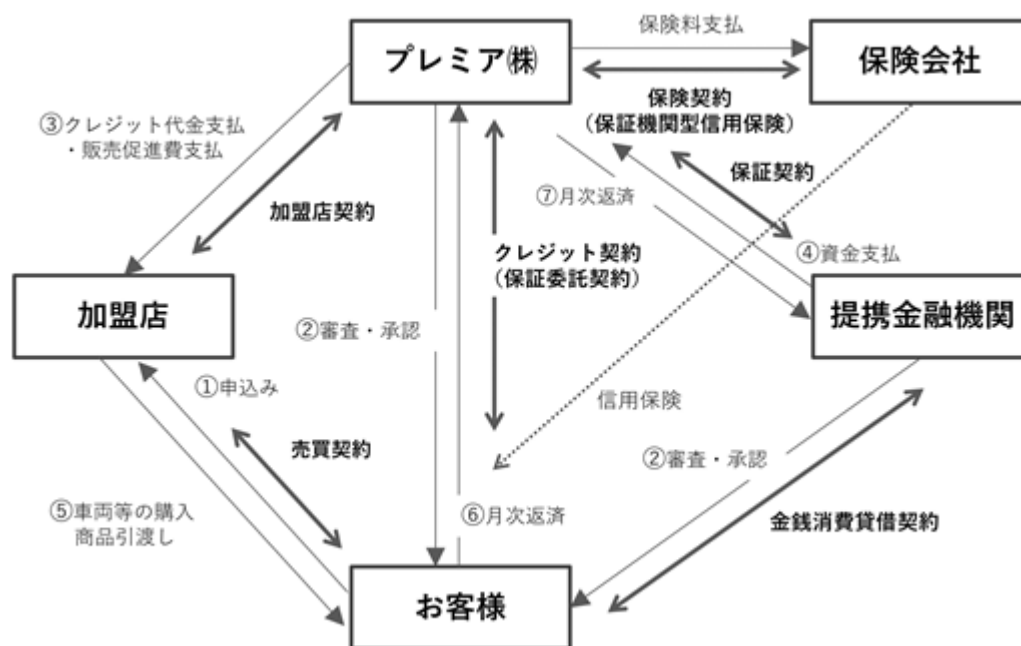 保険料支払
プレミア㈱
保険会社
保険契約
（保証機関型信用保険）
③クレジット代金支払
・販売促進費支払
保証契約
⑦月次返済
加盟店契約
クレジット契約
（保証委託契約）
④資金支払
加盟店
提携金融機関
②審査・承認
①申込み
信用保険
売買契約
②審査・承認
⑤車両等の購入
商品引渡し
⑥月次返済
金銭消費貸借契約
お客様